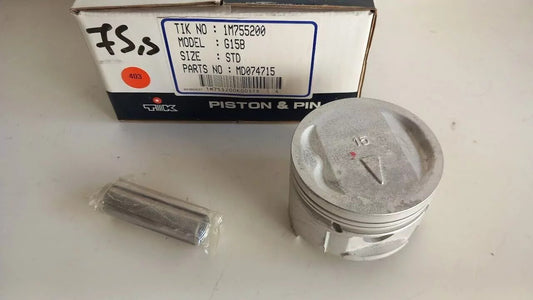 75,5
TIK NO : 1M755200
MODEL : G15B
SIZE : STD
PARTS NO : MD074715
403
TIK
PISTON & PIN
15